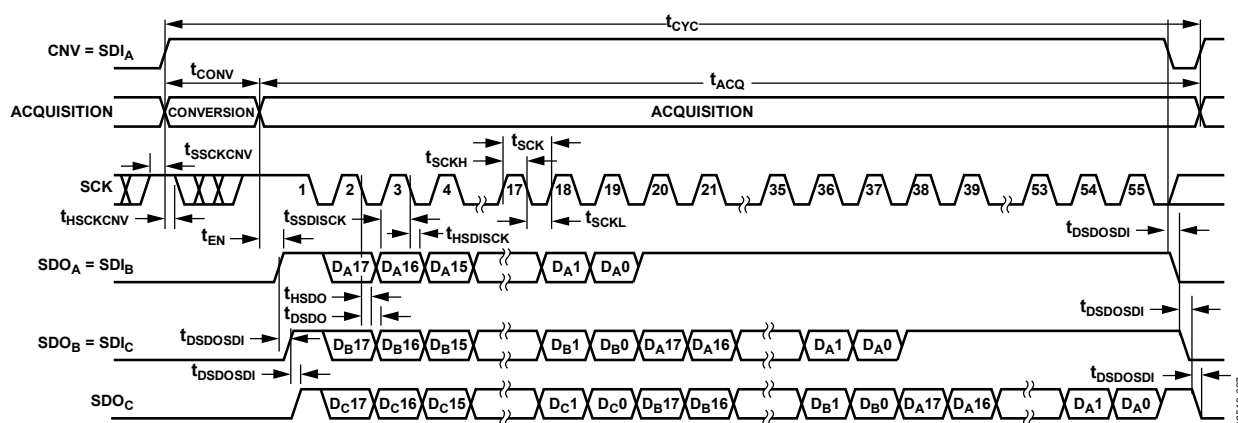 tCYC
CNV = SDIA
tCONV
tACQ
ACQUISITION
CONVERSION
ACQUISITION
tSCK
tSCKH
tSSCKCNV
SCK
1 2 3 4 17 18 19 20 21 35 36 37 38 39 53 54 55
tHSCKCNV
tSSDISCK
tSCKL
tEN
tHSDISCK
tDSDOSDI
SDOA = SDIB
DA17 DA16 DA15 DA1 DA0
tHSDO
tDSDO
tDSDOSDI
tDSDOSDI
SDOB = SDIC
DB17 DB16 DB15 DB1 DB0 DA17 DA16 DA1 DA0
tDSDOSDI
tDSDOSDI
SDOC
DC17 DC16 DC15 DC1 DC0 DB17 DB16 DB1 DB0 DA17 DA16 DA1 DA0